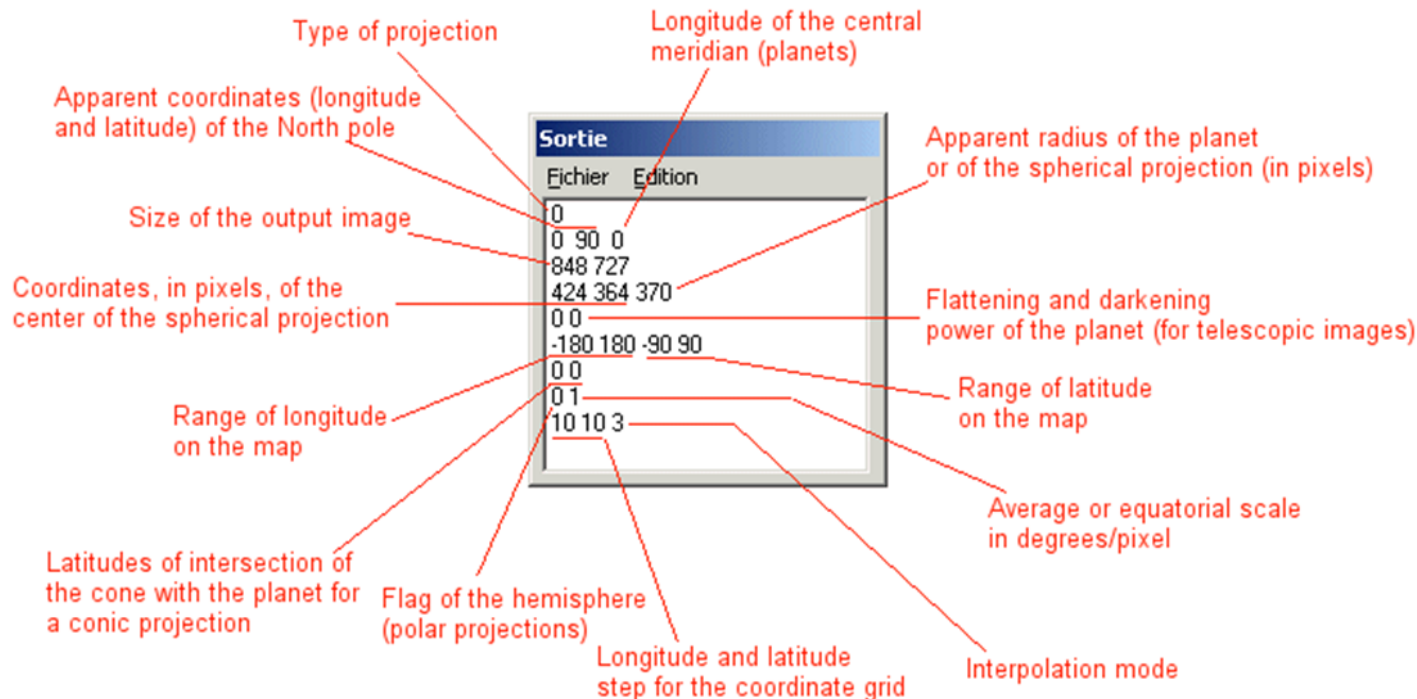 Type of projection
Longitude of the central
meridian (planets)
Apparent coordinates (longitude
and latitude) of the North pole
Apparent radius of the planet
or of the spherical projection (in pixels)
Size of the output image
Coordinates, in pixels, of the
center of the spherical projection
Sortie
Fichier Edition
0
0 90 0
848 727
424 364 370
0 0
-180 180 -90 90
0 0
0 1
10 10 3
Flattening and darkening
power of the planet (for telescopic images)
Range of longitude
on the map
Range of latitude
on the map
Average or equatorial scale
in degrees/pixel
Latitudes of intersection of
the cone with the planet for
a conic projection
Flag of the hemisphere
(polar projections)
Longitude and latitude
step for the coordinate grid
Interpolation mode